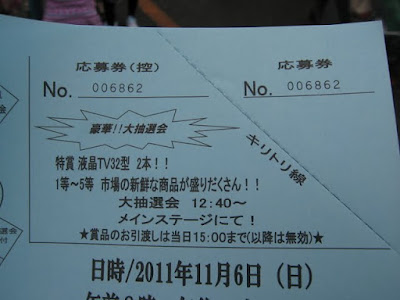 応募券(控)
No. 006862
応募券
No. 006862
豪華!!大抽選会
キリトリ線
特賞 液晶TV32型 2本!!
1等~5等 市場の新鮮な商品が盛りだくさん!!
大抽選会 12:40~
メインステージにて!
★賞品のお引渡しは当日15:00まで(以降は無効)★
日時/2011年11月6日(日)
選会